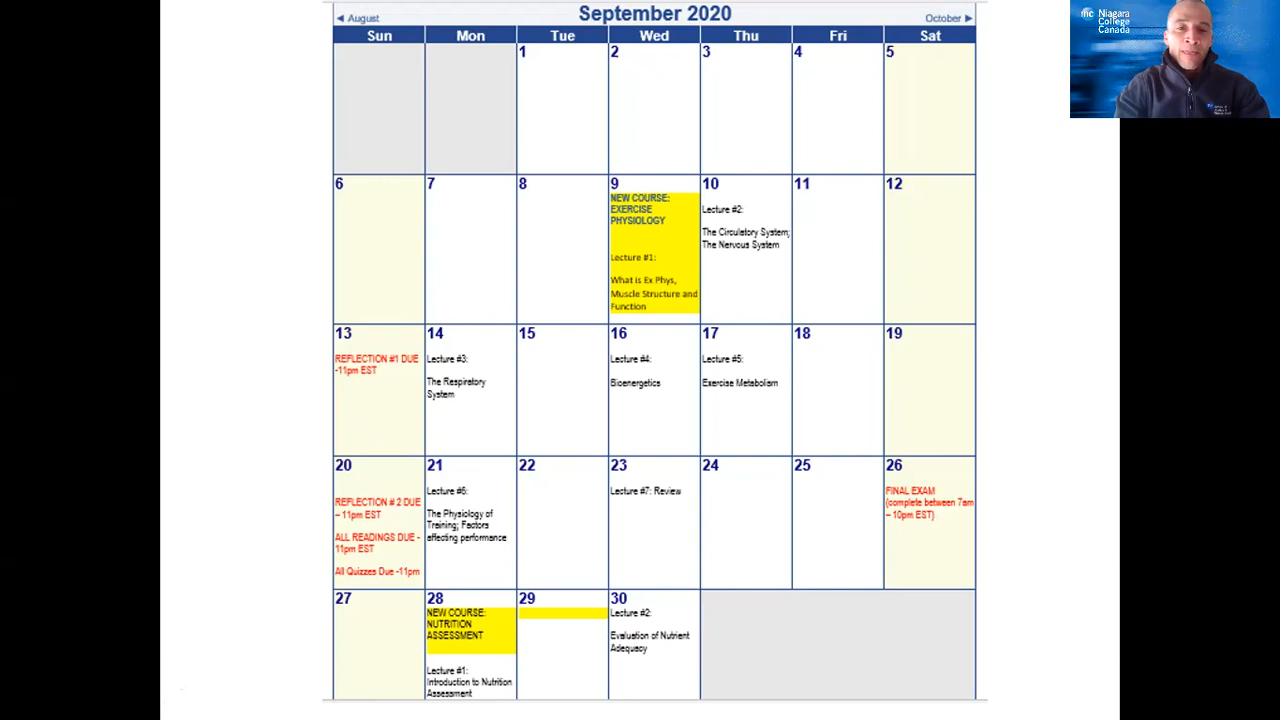 September 2020
◄ August
October ►
Sun Mon Tue Wed Thu Fri Sat
1 2 3 4 5
6 7 8 9 10 11 12
NEW COURSE:
EXERCISE
PHYSIOLOGY
Lecture #1:
What is Ex Phys,
Muscle Structure and
Function
Lecture #2:
The Circulatory System;
The Nervous System
13 14 15 16 17 18 19
REFLECTION #1 DUE
-11pm EST
Lecture #3:
The Respiratory
System
Lecture #4:
Bioenergetics
Lecture #5:
Exercise Metabolism
20 21 22 23 24 25 26
REFLECTION # 2 DUE
– 11pm EST
ALL READINGS DUE -
11pm EST
All Quizzes Due -11pm
Lecture #6:
The Physiology of
Training; Factors
affecting performance
Lecture #7: Review
FINAL EXAM
(complete between 7am
– 10pm EST)
27 28 29 30
NEW COURSE:
NUTRITION
ASSESSMENT
Lecture #1:
Introduction to Nutrition
Assessment
Lecture #2:
Evaluation of Nutrient
Adequacy
nc Niagara
College
Canada